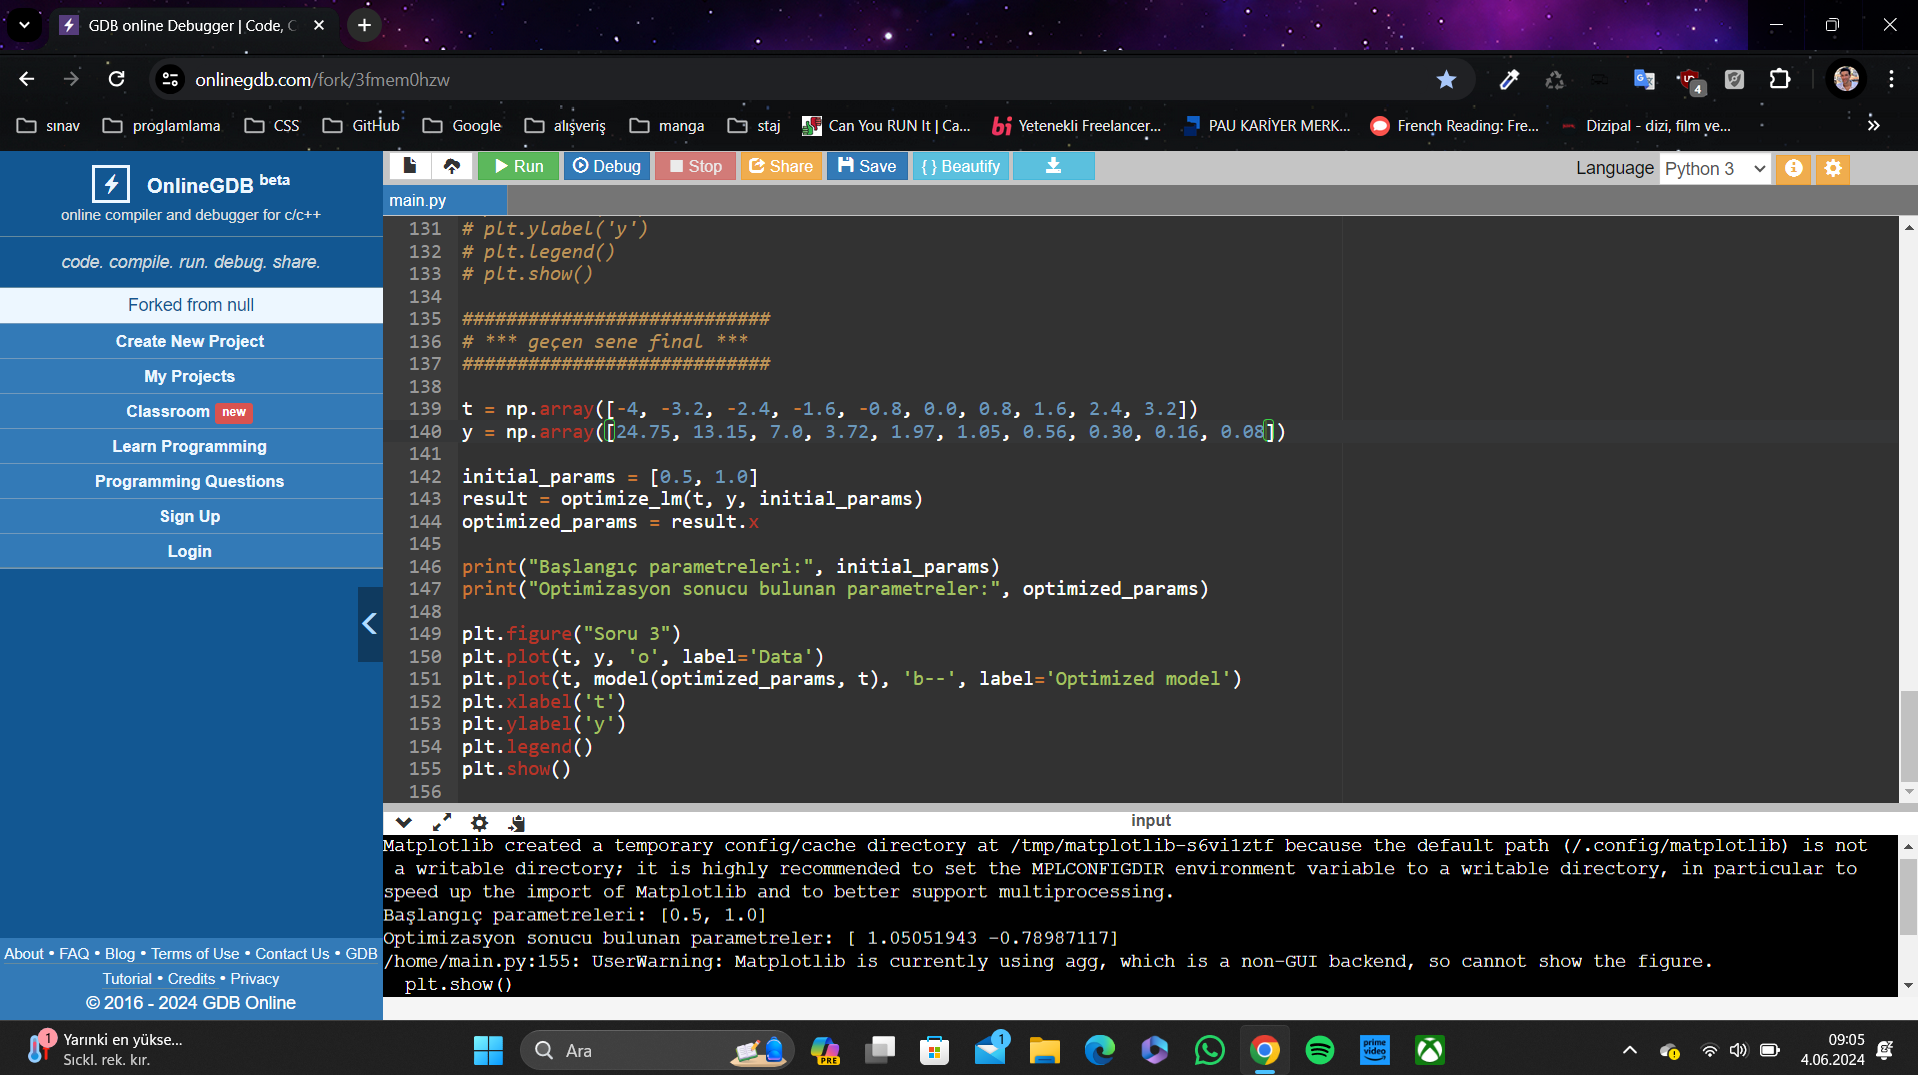 GDB online Debugger | Code, C
onlinegdb.com/fork/3fmem0hzw
4
sınav
proglamlama
CSS
GitHub
Google
alışveriş
manga
staj
Can You RUN It | Ca...
bi Yetenekli Freelancer...
PAU KARİYER MERK...
French Reading: Fre...
Dizipal - dizi, film ve...
OnlineGDB beta
online compiler and debugger for c/c++
code. compile. run. debug. share.
Forked from null
Create New Project
My Projects
Classroom new
Learn Programming
Programming Questions
Sign Up
Login
About • FAQ • Blog • Terms of Use • Contact Us • GDB
Tutorial • Credits • Privacy
© 2016 - 2024 GDB Online
Run
Debug
Stop
Share
Save
{ } Beautify
Language Python 3
main.py
131 # plt.ylabel('y')
132 # plt.legend()
133 # plt.show()
134
135 ############################
136 # *** geçen sene final ***
137 ############################
138
139 t = np.array([-4, -3.2, -2.4, -1.6, -0.8, 0.0, 0.8, 1.6, 2.4, 3.2])
140 y = np.array([24.75, 13.15, 7.0, 3.72, 1.97, 1.05, 0.56, 0.30, 0.16, 0.08])
141
142 initial_params = [0.5, 1.0]
143 result = optimize_lm(t, y, initial_params)
144 optimized_params = result.x
145
146 print("Başlangıç parametreleri:", initial_params)
147 print("Optimizasyon sonucu bulunan parametreler:", optimized_params)
148
149 plt.figure("Soru 3")
150 plt.plot(t, y, 'o', label='Data')
151 plt.plot(t, model(optimized_params, t), 'b--', label='Optimized model')
152 plt.xlabel('t')
153 plt.ylabel('y')
154 plt.legend()
155 plt.show()
156
input
Matplotlib created a temporary config/cache directory at /tmp/matplotlib-s6vi1ztf because the default path (/.config/matplotlib) is not
a writable directory; it is highly recommended to set the MPLCONFIGDIR environment variable to a writable directory, in particular to
speed up the import of Matplotlib and to better support multiprocessing.
Başlangıç parametreleri: [0.5, 1.0]
Optimizasyon sonucu bulunan parametreler: [ 1.05051943 -0.78987117]
/home/main.py:155: UserWarning: Matplotlib is currently using agg, which is a non-GUI backend, so cannot show the figure.
plt.show()
1
Yarınki en yükse...
Sıckl. rek. kır.
Ara
PRE
1
prime video
09:05
4.06.2024